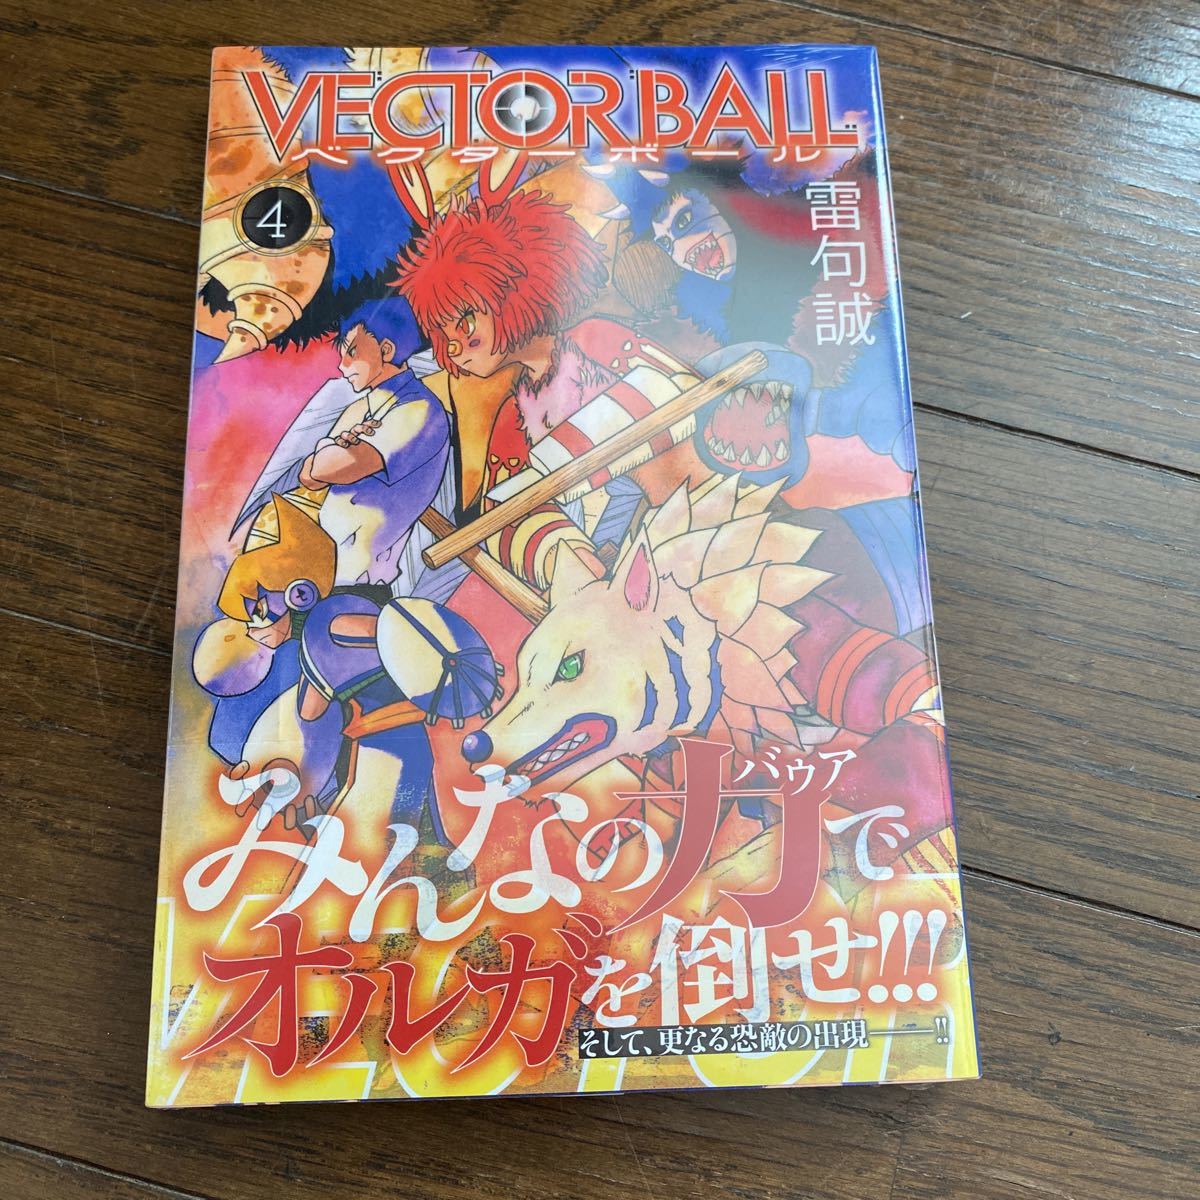 VECTOR BALL
ベクターボール
4
雷句誠
バゥア
みんなの力で
オルガを倒せ!!!
そして、更なる恐敵の出現――!!